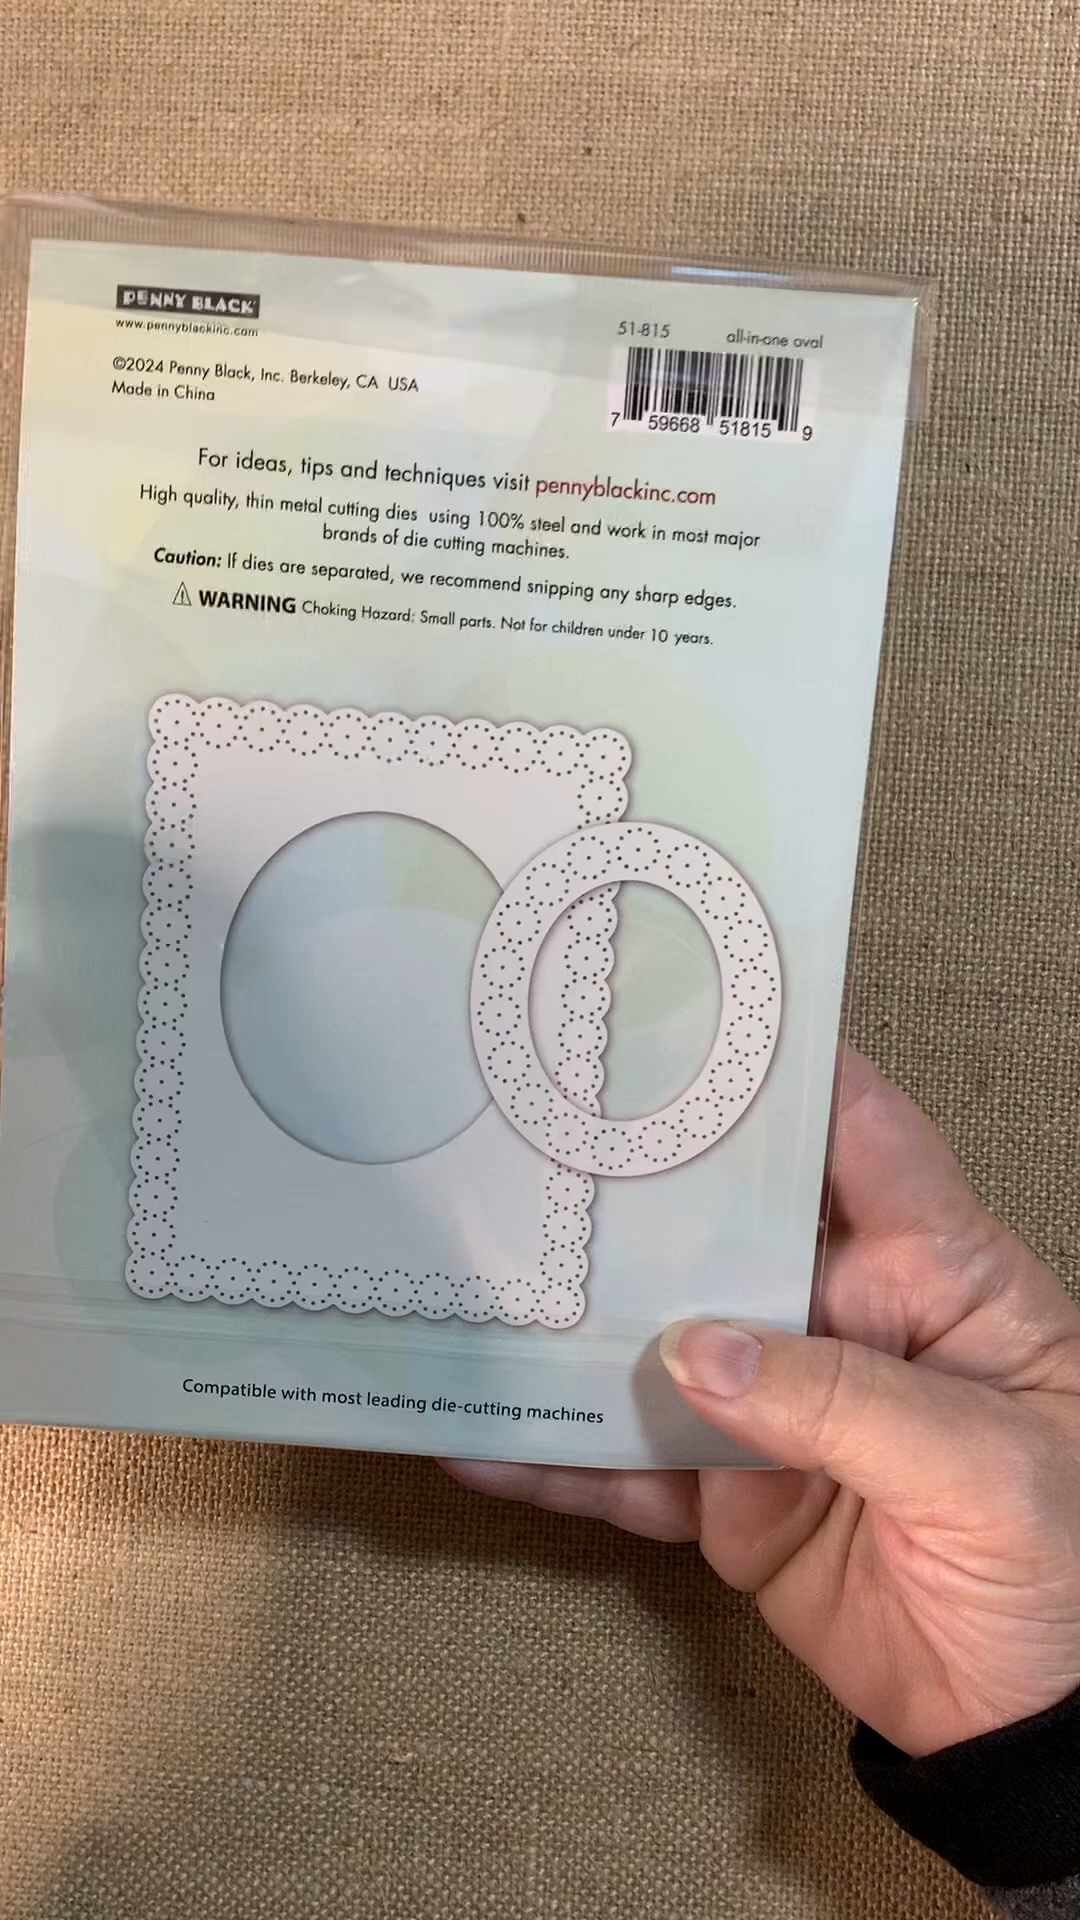 PENNY BLACK
www.pennyblackinc.com
©2024 Penny Black, Inc. Berkeley, CA USA
Made in China
51-815 all-in-one oval
7 59668 51815 9
For ideas, tips and techniques visit pennyblackinc.com
High quality, thin metal cutting dies using 100% steel and work in most major
brands of die cutting machines.
Caution: If dies are separated, we recommend snipping any sharp edges.
⚠ WARNING Choking Hazard: Small parts. Not for children under 10 years.
Compatible with most leading die-cutting machines